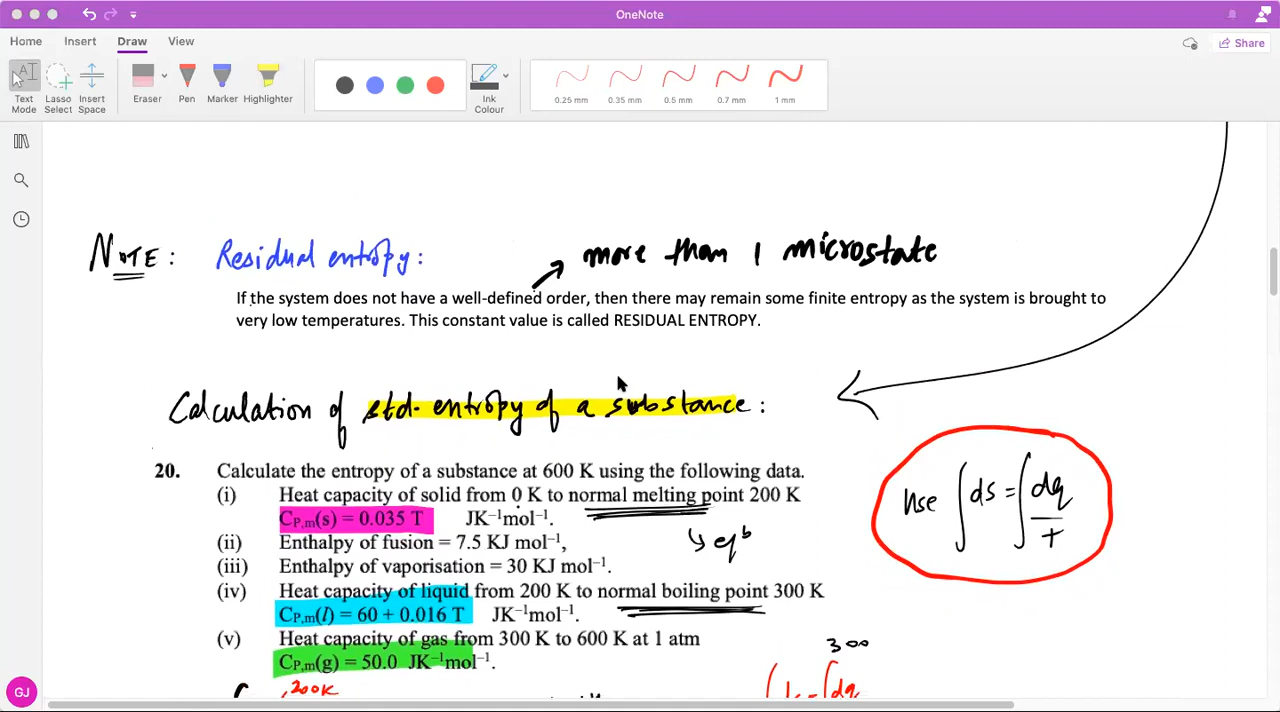 OneNote
Home Insert Draw View
Share
Text Mode
Lasso Select
Insert Space
Eraser
Pen
Marker
Highlighter
Ink Colour
0.25 mm 0.35 mm 0.5 mm 0.7 mm 1 mm
NOTE : Residual entropy : more than 1 microstate
If the system does not have a well-defined order, then there may remain some finite entropy as the system is brought to
very low temperatures. This constant value is called RESIDUAL ENTROPY.
Calculation of std. entropy of a substance :
20. Calculate the entropy of a substance at 600 K using the following data.
(i) Heat capacity of solid from 0 K to normal melting point 200 K
C_P,m(s) = 0.035 T JK⁻¹mol⁻¹.
(ii) Enthalpy of fusion = 7.5 KJ mol⁻¹,
(iii) Enthalpy of vaporisation = 30 KJ mol⁻¹.
(iv) Heat capacity of liquid from 200 K to normal boiling point 300 K
C_P,m(l) = 60 + 0.016 T JK⁻¹mol⁻¹.
(v) Heat capacity of gas from 300 K to 600 K at 1 atm
C_P,m(g) = 50.0 JK⁻¹mol⁻¹.
eq^b
use ∫ds = ∫dq/T
300
200K
GJ